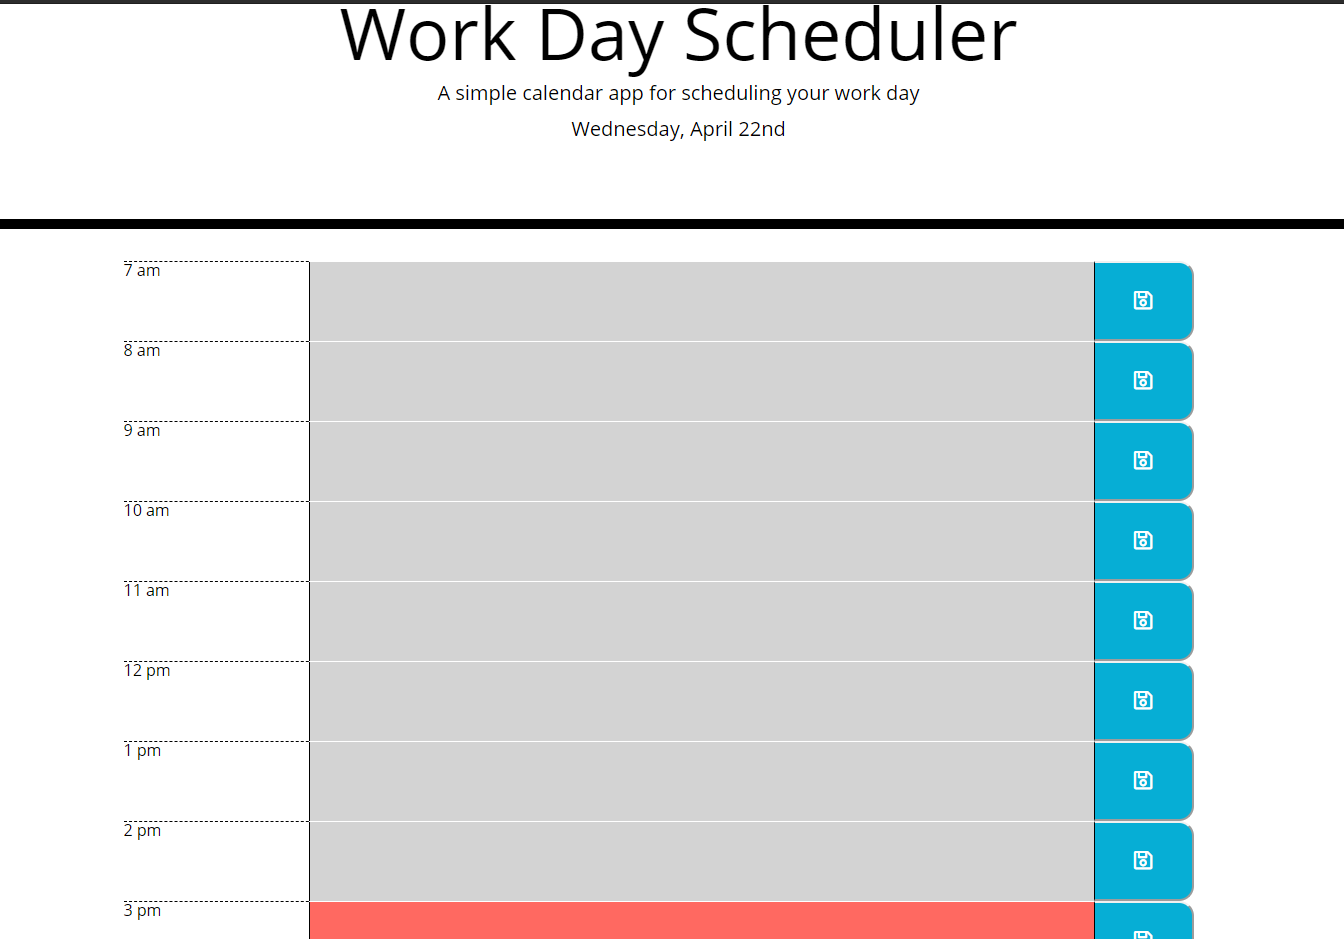 Work Day Scheduler
A simple calendar app for scheduling your work day
Wednesday, April 22nd
7 am
8 am
9 am
10 am
11 am
12 pm
1 pm
2 pm
3 pm